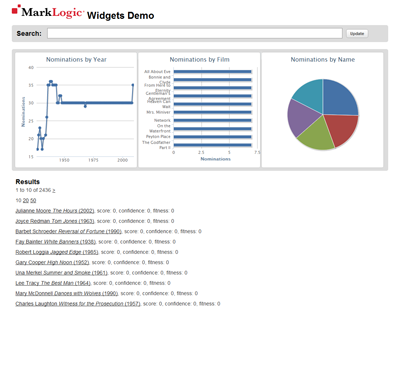 MarkLogic Widgets Demo
Search:
Update
Nominations by Year
Nominations by Film
Nominations by Name
40
35
30
25
20
15
Nominations
1950
2000
All About Eve
Bonnie and
Clyde
From Here to
Eternity
Gentleman's
Agreement
Heaven Can
Wait
Mrs. Miniver
Network
On the
Waterfront
Peyton Place
The Godfather
Part II
0
2.5
5
7.5
Nominations
Results
1 to 10 of 2436 >
10 20 50
Julianne Moore The Hours (2002), score: 0, confidence: 0, fitness: 0
Joyce Redman Tom Jones (1963), score: 0, confidence: 0, fitness: 0
Barbet Schroeder Reversal of Fortune (1990), score: 0, confidence: 0, fitness: 0
Fay Bainter White Banners (1938), score: 0, confidence: 0, fitness: 0
Robert Loggia Jagged Edge (1985), score: 0, confidence: 0, fitness: 0
Gary Cooper High Noon (1952), score: 0, confidence: 0, fitness: 0
Una Merkel Summer and Smoke (1961), score: 0, confidence: 0, fitness: 0
Lee Tracy The Best Man (1964), score: 0, confidence: 0, fitness: 0
Mary McDonnell Dances with Wolves (1990), score: 0, confidence: 0, fitness: 0
Charles Laughton Witness for the Prosecution (1957), score: 0, confidence: 0, fitness: 0